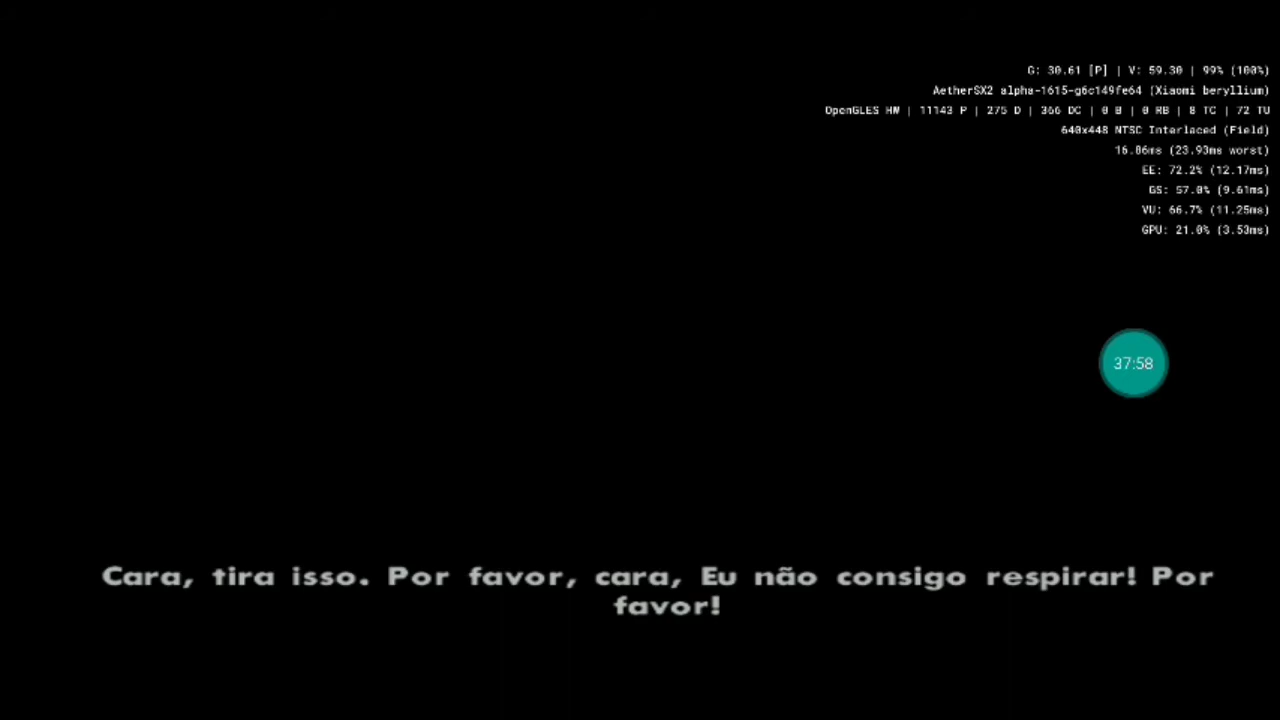 G: 30.61 [P] | V: 59.30 | 99% (100%)
AetherSX2 alpha-1615-g6c149fe64 (Xiaomi beryllium)
OpenGLES HW | 11143 P | 275 D | 366 DC | 0 B | 0 RB | 8 TC | 72 TU
640x448 NTSC Interlaced (Field)
16.86ms (23.93ms worst)
EE: 72.2% (12.17ms)
GS: 57.0% (9.61ms)
VU: 66.7% (11.25ms)
GPU: 21.0% (3.53ms)
37:58
Cara, tira isso. Por favor, cara, Eu não consigo respirar! Por
favor!